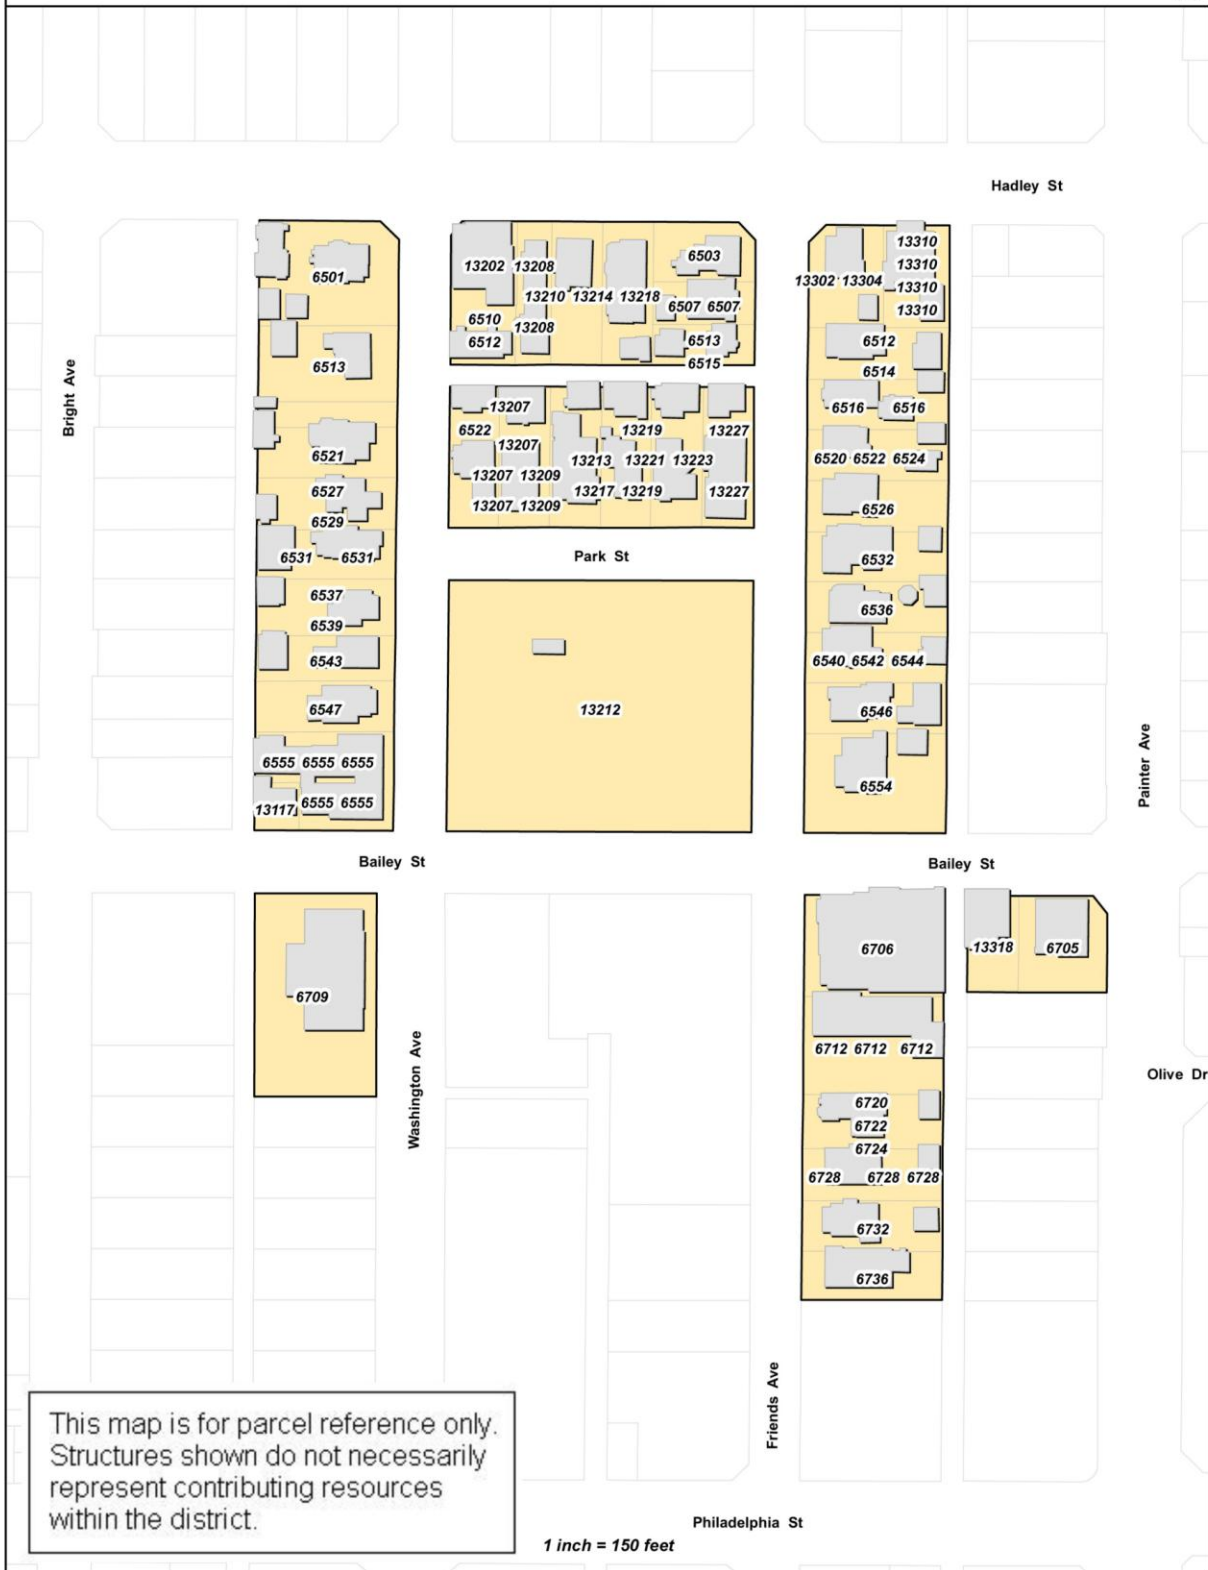 Hadley St
Bright Ave
6501
6513
6521
6527
6529
6531 6531
6537
6539
6543
6547
6555 6555 6555
6555 6555
13117
13202 13208
13210 13214 13218
6503
6507 6507
6510
13208
6512
6513
6515
13207
6522
13219
13227
13207
13213 13221 13223
13207 13209
13217 13219
13227
13207 13209
Park St
13212
13310
13310
13302 13304
13310
13310
6512
6514
6516 6516
6520 6522 6524
6526
6532
6536
6540 6542 6544
6546
6554
Painter Ave
Bailey St
Bailey St
6709
Washington Ave
6706
13318 6705
6712 6712 6712
6720
6722
6724
6728 6728 6728
6732
6736
Olive Dr
Friends Ave
This map is for parcel reference only.
Structures shown do not necessarily
represent contributing resources
within the district.
Philadelphia St
1 inch = 150 feet